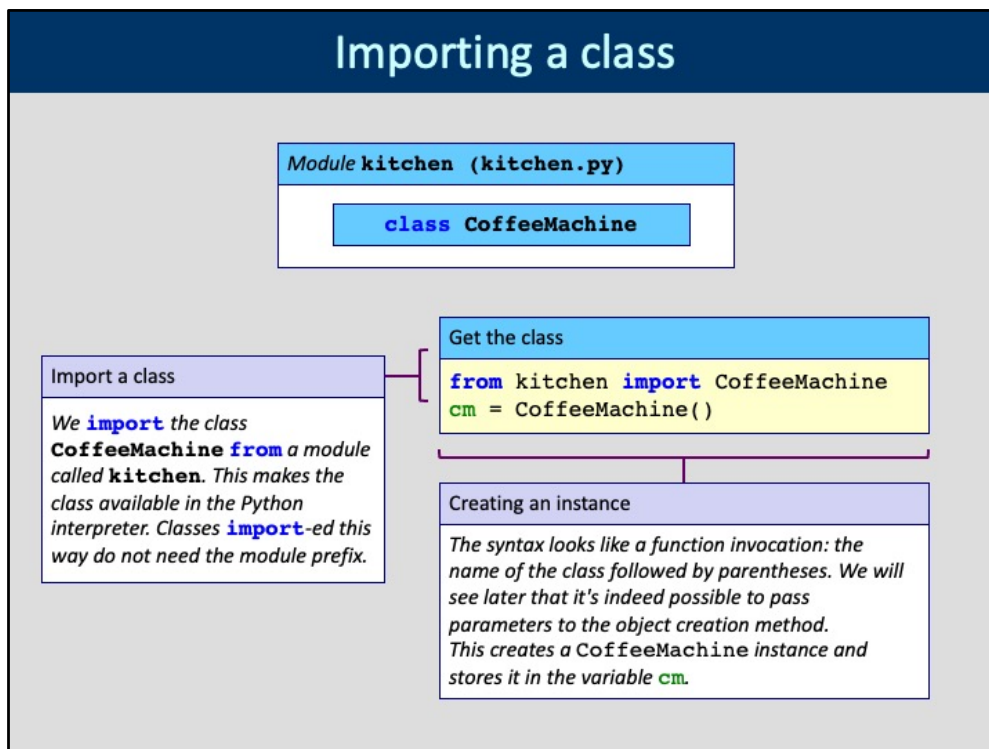 Importing a class
Module kitchen (kitchen.py)
class CoffeeMachine
Get the class
from kitchen import CoffeeMachine
cm = CoffeeMachine()
Import a class
We import the class
CoffeeMachine from a module
called kitchen. This makes the
class available in the Python
interpreter. Classes import-ed this
way do not need the module prefix.
Creating an instance
The syntax looks like a function invocation: the
name of the class followed by parentheses. We will
see later that it's indeed possible to pass
parameters to the object creation method.
This creates a CoffeeMachine instance and
stores it in the variable cm.